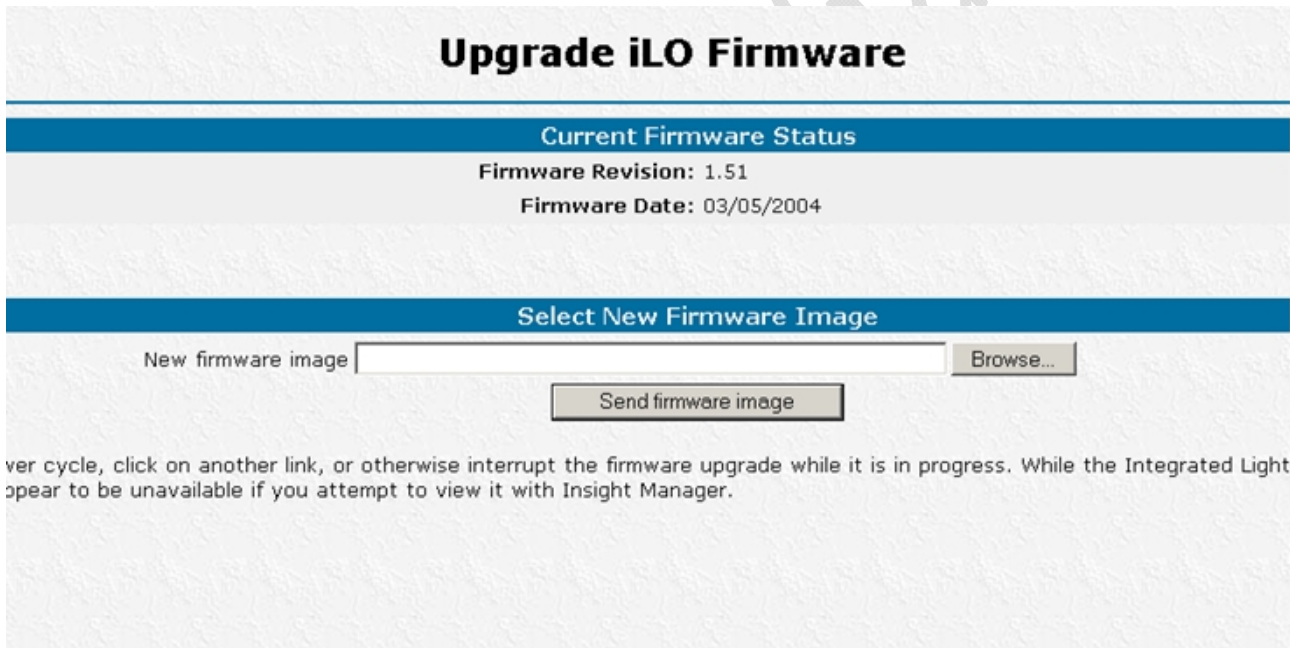 Upgrade iLO Firmware
Current Firmware Status
Firmware Revision: 1.51
Firmware Date: 03/05/2004
Select New Firmware Image
New firmware image Browse...
Send firmware image
cycle, click on another link, or otherwise interrupt the firmware upgrade while it is in progress. While the Integrated Light
to be unavailable if you attempt to view it with Insight Manager.